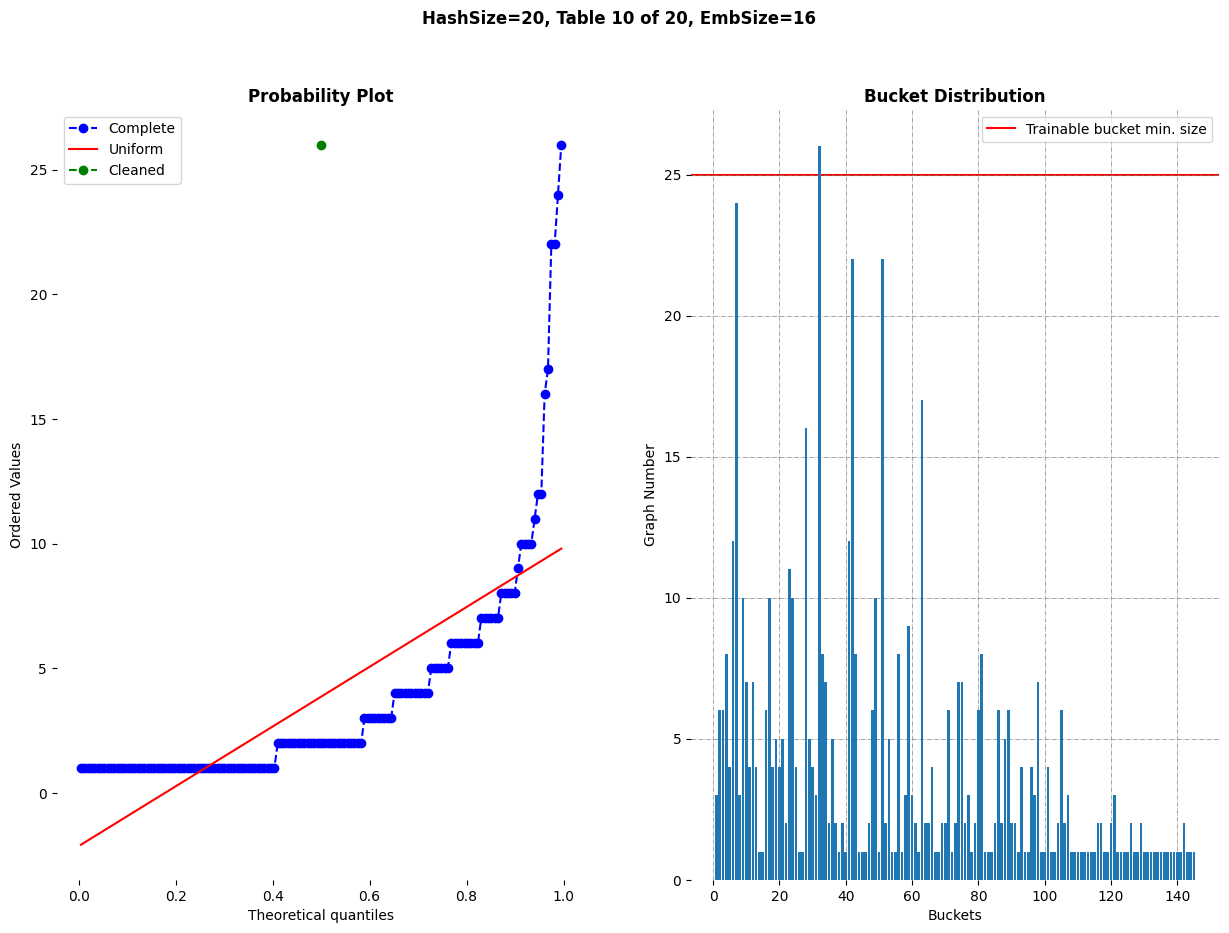 HashSize=20, Table 10 of 20, EmbSize=16
Probability Plot
Complete
Uniform
Cleaned
25
20
15
10
5
0
Ordered Values
0.0 0.2 0.4 0.6 0.8 1.0
Theoretical quantiles
Bucket Distribution
Trainable bucket min. size
25
20
15
10
5
0
Graph Number
0 20 40 60 80 100 120 140
Buckets